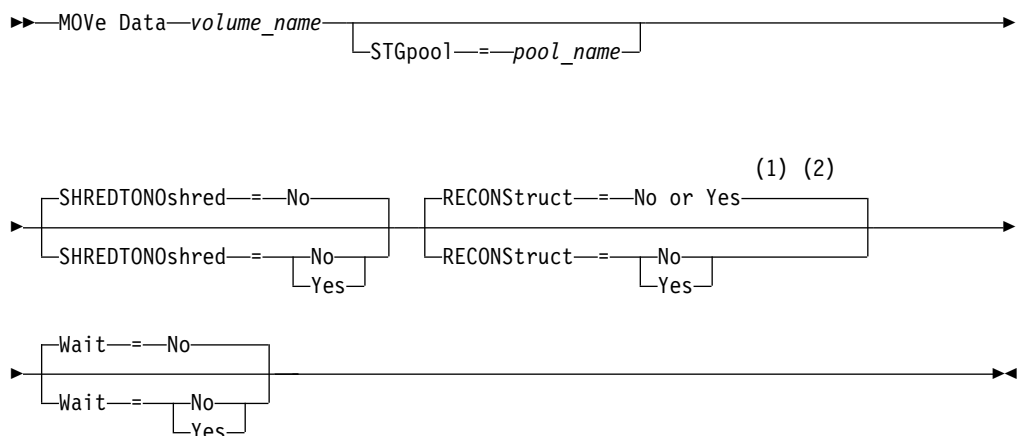 MOVe Data volume_name
STGpool = pool_name
(1) (2)
SHREDTONOshred = No RECONStruct = No or Yes
SHREDTONOshred = No RECONStruct = No
Yes Yes
Wait = No
Wait = No
Yes